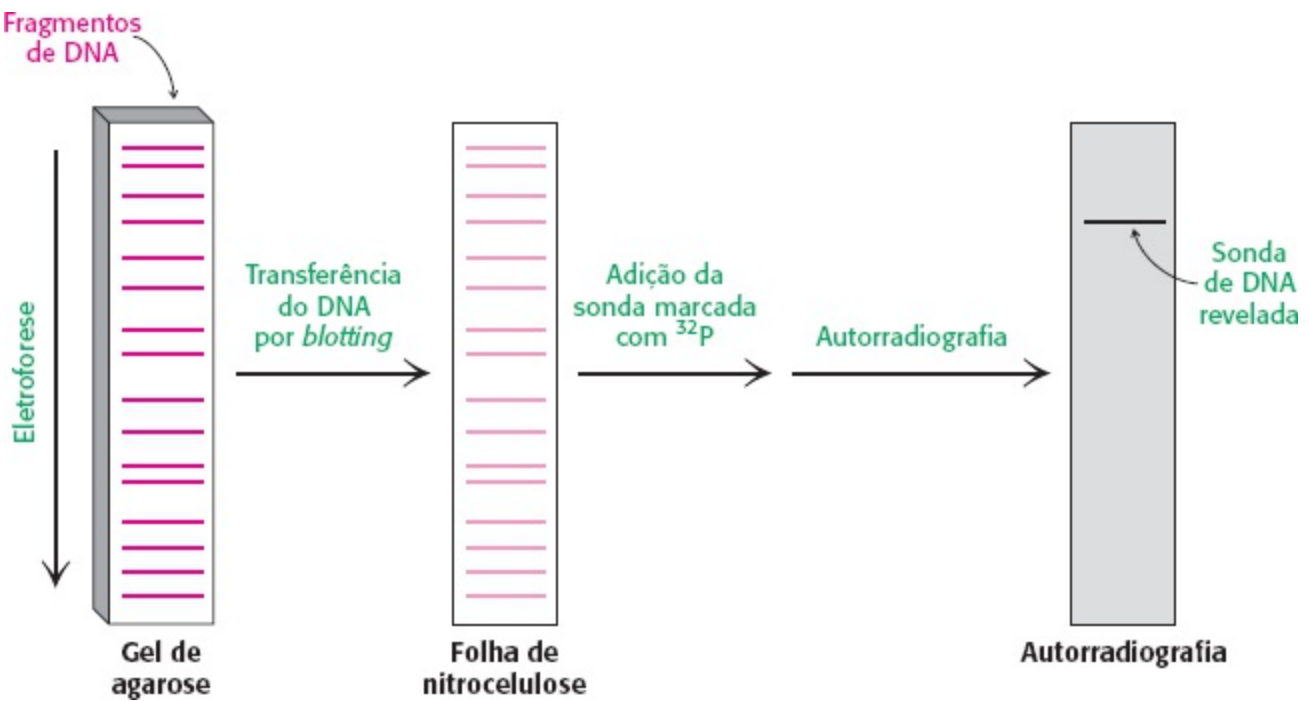 Fragmentos
de DNA
Eletroforese
Gel de
agarose
Transferência
do DNA
por blotting
Folha de
nitrocelulose
Adição da
sonda marcada
com ³²P
Autorradiografia
Sonda
de DNA
revelada
Autorradiografia